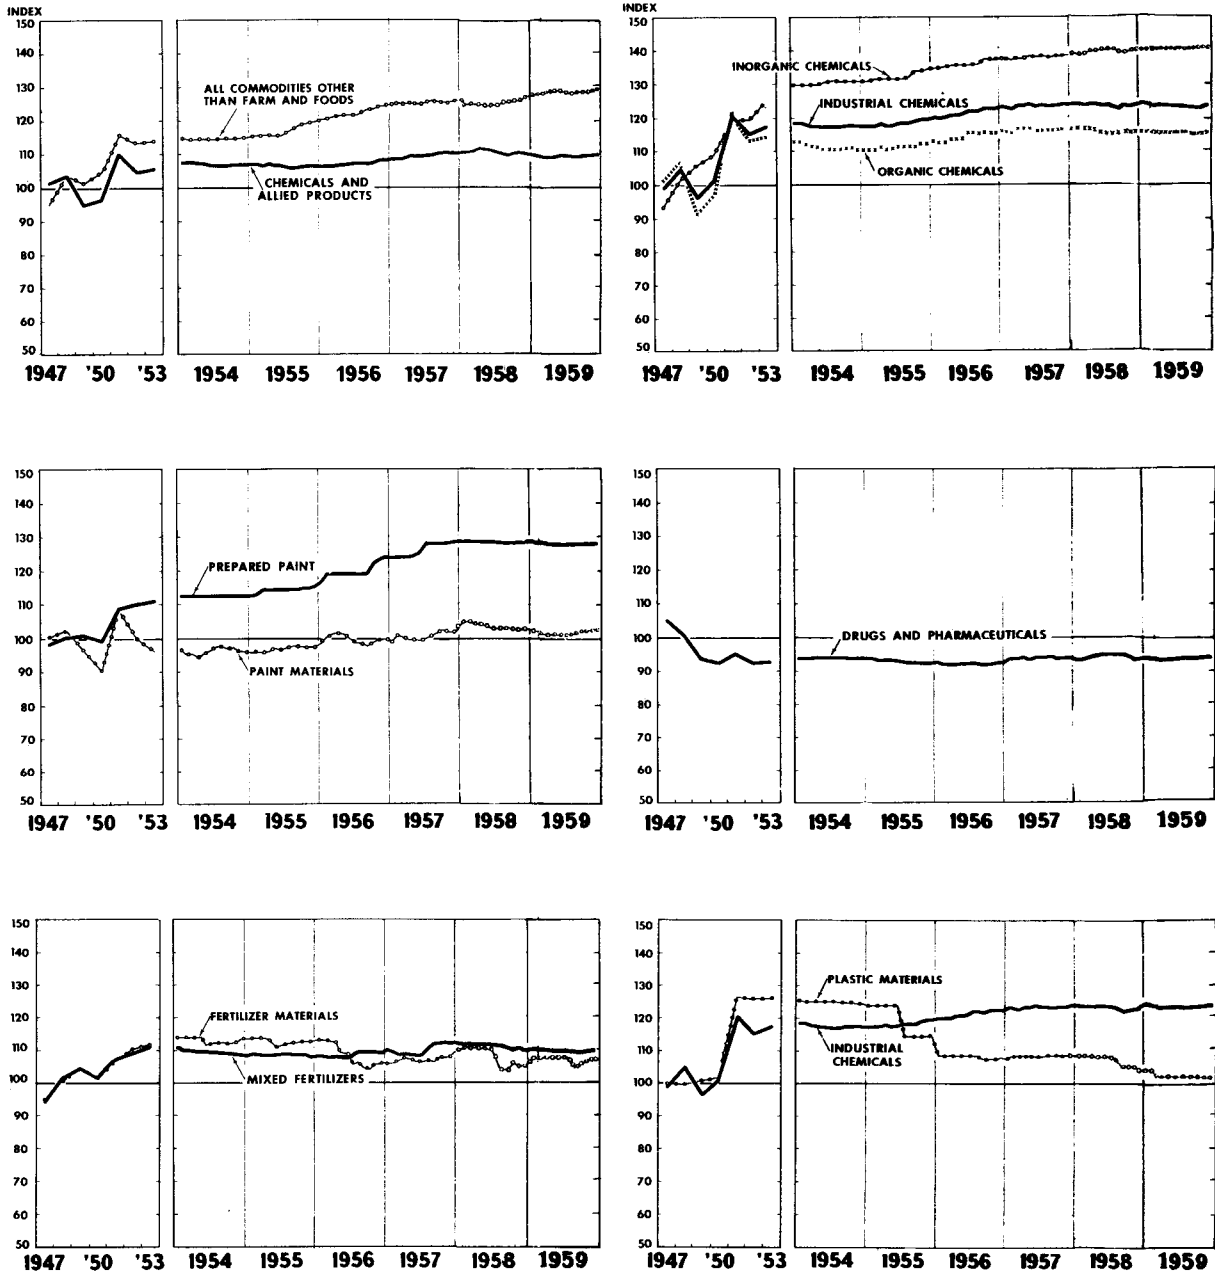 INDEX
150
140
130
120
110
100
90
80
70
60
50
ALL COMMODITIES OTHER
THAN FARM AND FOODS
CHEMICALS AND
ALLIED PRODUCTS
1947 '50 '53 1954 1955 1956 1957 1958 1959
INDEX
150
140
130
120
110
100
90
80
70
60
50
INORGANIC CHEMICALS
INDUSTRIAL CHEMICALS
ORGANIC CHEMICALS
1947 '50 '53 1954 1955 1956 1957 1958 1959
150
140
130
120
110
100
90
80
70
60
50
PREPARED PAINT
PAINT MATERIALS
1947 '50 '53 1954 1955 1956 1957 1958 1959
150
140
130
120
110
100
90
80
70
60
50
DRUGS AND PHARMACEUTICALS
1947 '50 '53 1954 1955 1956 1957 1958 1959
150
140
130
120
110
100
90
80
70
60
50
FERTILIZER MATERIALS
MIXED FERTILIZERS
1947 '50 '53 1954 1955 1956 1957 1958 1959
150
140
130
120
110
100
90
80
70
60
50
PLASTIC MATERIALS
INDUSTRIAL
CHEMICALS
1947 '50 '53 1954 1955 1956 1957 1958 1959